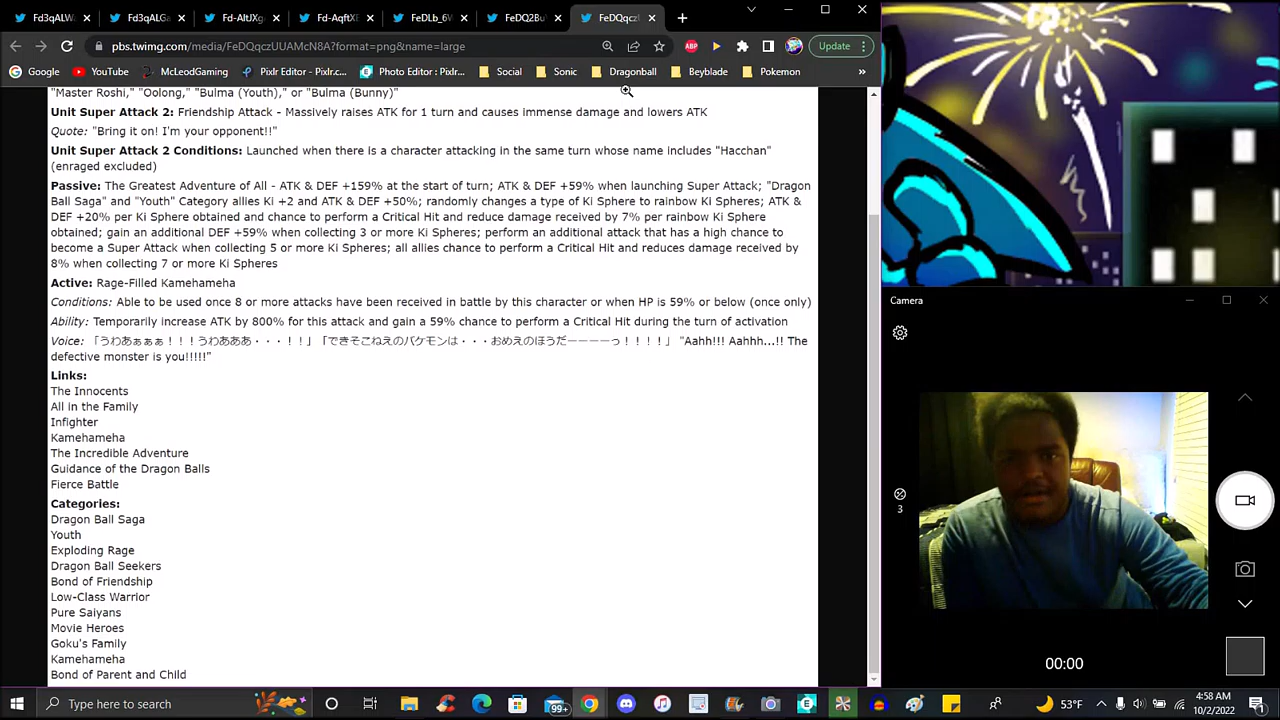 Fd3qALW
Fd3qALGa
Fd-AltJXg
Fd-AqftX
FeDLb_6W
FeDQ2Bu
FeDQqcz
pbs.twimg.com/media/FeDQqczUUAMcN8A?format=png&name=large
ABP
Update
Google
YouTube
McLeodGaming
Pixlr Editor - Pixlr.c...
Photo Editor : Pixlr...
Social
Sonic
Dragonball
Beyblade
Pokemon
»
"Master Roshi," "Oolong," "Bulma (Youth)," or "Bulma (Bunny)"
Unit Super Attack 2: Friendship Attack - Massively raises ATK for 1 turn and causes immense damage and lowers ATK
Quote: "Bring it on! I'm your opponent!!"
Unit Super Attack 2 Conditions: Launched when there is a character attacking in the same turn whose name includes "Hacchan"
(enraged excluded)
Passive: The Greatest Adventure of All - ATK & DEF +159% at the start of turn; ATK & DEF +59% when launching Super Attack; "Dragon
Ball Saga" and "Youth" Category allies Ki +2 and ATK & DEF +50%; randomly changes a type of Ki Sphere to rainbow Ki Spheres; ATK &
DEF +20% per Ki Sphere obtained and chance to perform a Critical Hit and reduce damage received by 7% per rainbow Ki Sphere
obtained; gain an additional DEF +59% when collecting 3 or more Ki Spheres; perform an additional attack that has a high chance to
become a Super Attack when collecting 5 or more Ki Spheres; all allies chance to perform a Critical Hit and reduces damage received by
8% when collecting 7 or more Ki Spheres
Active: Rage-Filled Kamehameha
Conditions: Able to be used once 8 or more attacks have been received in battle by this character or when HP is 59% or below (once only)
Ability: Temporarily increase ATK by 800% for this attack and gain a 59% chance to perform a Critical Hit during the turn of activation
Voice: 「うわあぁぁぁ！！！うわあああ・・・！！」「できそこねえのバケモンは・・・おめえのほうだーーーーっ！！！！」 "Aahh!!! Aahhh...!! The
defective monster is you!!!!!"
Links:
The Innocents
All in the Family
Infighter
Kamehameha
The Incredible Adventure
Guidance of the Dragon Balls
Fierce Battle
Categories:
Dragon Ball Saga
Youth
Exploding Rage
Dragon Ball Seekers
Bond of Friendship
Low-Class Warrior
Pure Saiyans
Movie Heroes
Goku's Family
Kamehameha
Bond of Parent and Child
Camera
3
00:00
Type here to search
99+
53°F
4:58 AM
10/2/2022